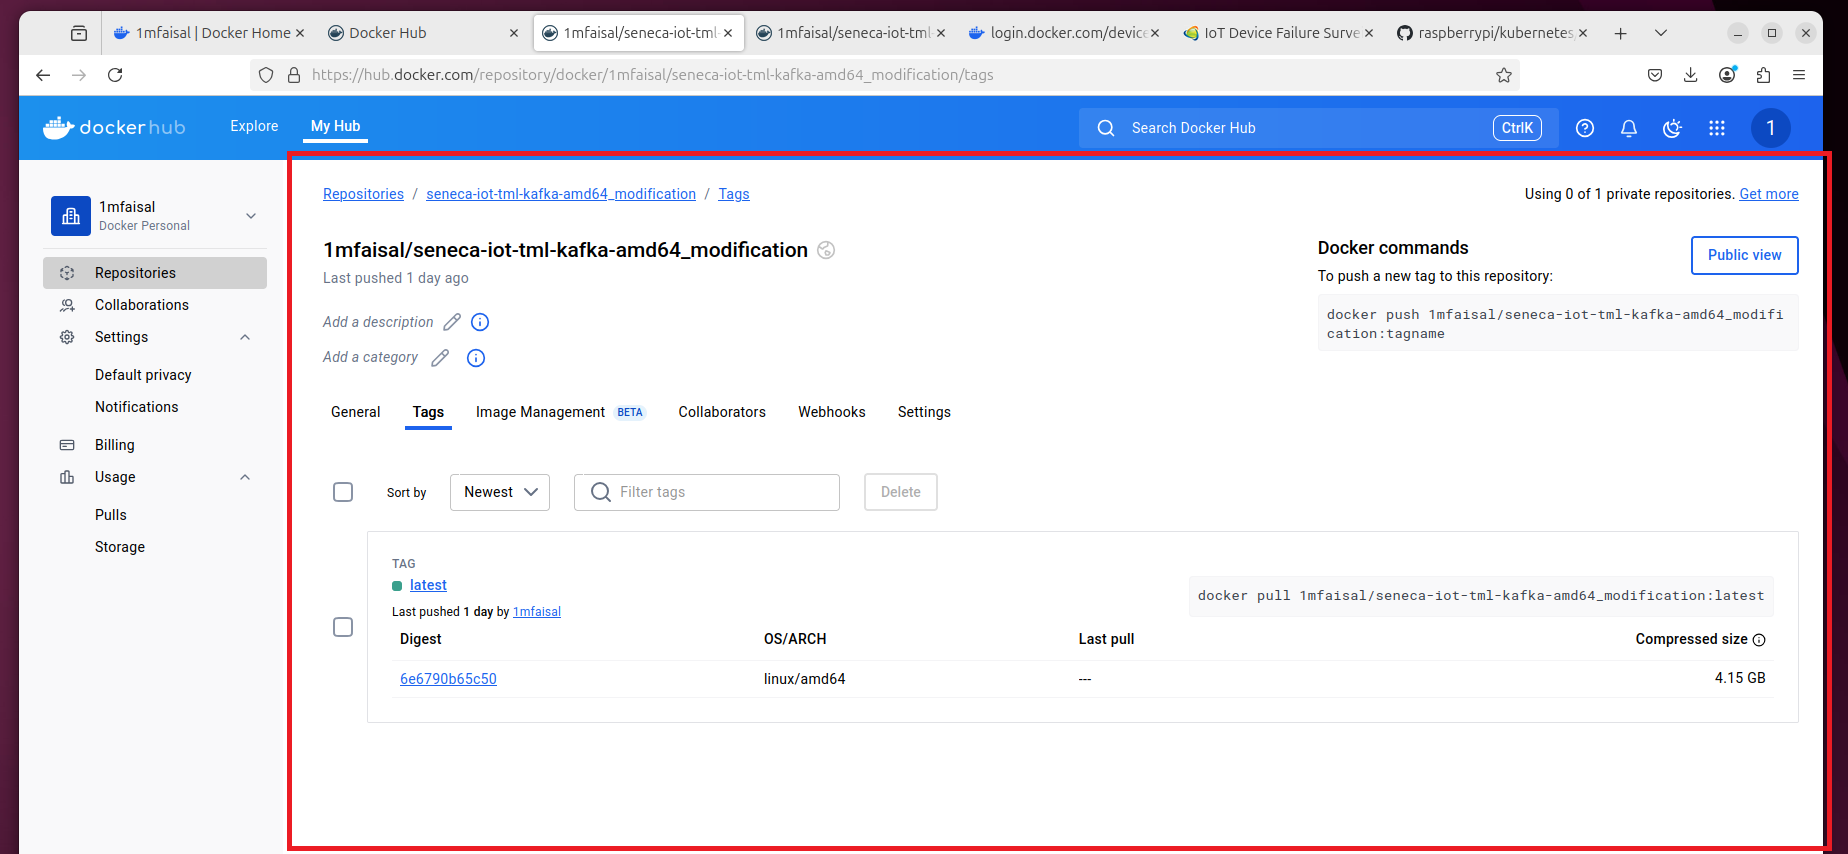 1mfaisal | Docker Home
Docker Hub
1mfaisal/seneca-iot-tml-
1mfaisal/seneca-iot-tml-
login.docker.com/device
IoT Device Failure Surve
raspberrypi/kubernetes
https://hub.docker.com/repository/docker/1mfaisal/seneca-iot-tml-kafka-amd64_modification/tags
dockerhub
Explore
My Hub
Search Docker Hub
CtrlK
1
1mfaisal
Docker Personal
Repositories
Collaborations
Settings
Default privacy
Notifications
Billing
Usage
Pulls
Storage
Repositories / seneca-iot-tml-kafka-amd64_modification / Tags
Using 0 of 1 private repositories. Get more
1mfaisal/seneca-iot-tml-kafka-amd64_modification
Last pushed 1 day ago
Add a description
Add a category
Docker commands
Public view
To push a new tag to this repository:
docker push 1mfaisal/seneca-iot-tml-kafka-amd64_modifi
cation:tagname
General
Tags
Image Management BETA
Collaborators
Webhooks
Settings
Sort by
Newest
Filter tags
Delete
TAG
latest
Last pushed 1 day by 1mfaisal
docker pull 1mfaisal/seneca-iot-tml-kafka-amd64_modification:latest
Digest OS/ARCH Last pull Compressed size
6e6790b65c50 linux/amd64 --- 4.15 GB